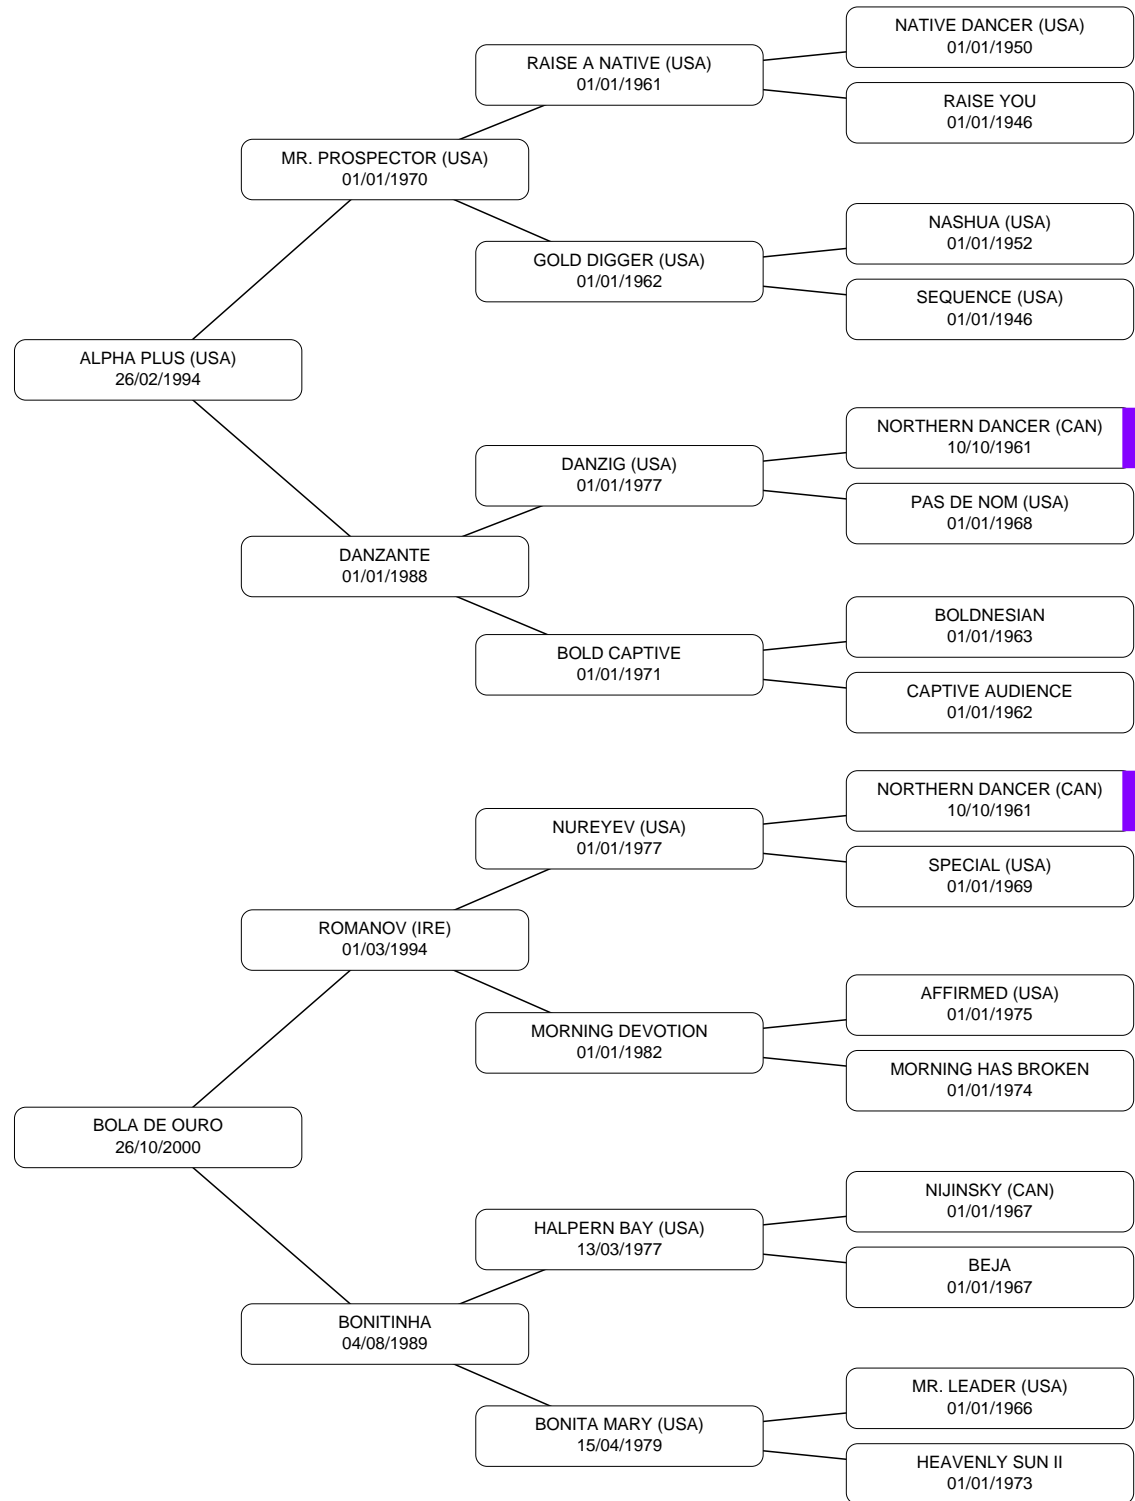 NATIVE DANCER (USA)
01/01/1950
RAISE A NATIVE (USA)
01/01/1961
RAISE YOU
01/01/1946
MR. PROSPECTOR (USA)
01/01/1970
NASHUA (USA)
01/01/1952
GOLD DIGGER (USA)
01/01/1962
SEQUENCE (USA)
01/01/1946
ALPHA PLUS (USA)
26/02/1994
NORTHERN DANCER (CAN)
10/10/1961
DANZIG (USA)
01/01/1977
PAS DE NOM (USA)
01/01/1968
DANZANTE
01/01/1988
BOLDNESIAN
01/01/1963
BOLD CAPTIVE
01/01/1971
CAPTIVE AUDIENCE
01/01/1962
NORTHERN DANCER (CAN)
10/10/1961
NUREYEV (USA)
01/01/1977
SPECIAL (USA)
01/01/1969
ROMANOV (IRE)
01/03/1994
AFFIRMED (USA)
01/01/1975
MORNING DEVOTION
01/01/1982
MORNING HAS BROKEN
01/01/1974
BOLA DE OURO
26/10/2000
NIJINSKY (CAN)
01/01/1967
HALPERN BAY (USA)
13/03/1977
BEJA
01/01/1967
BONITINHA
04/08/1989
MR. LEADER (USA)
01/01/1966
BONITA MARY (USA)
15/04/1979
HEAVENLY SUN II
01/01/1973